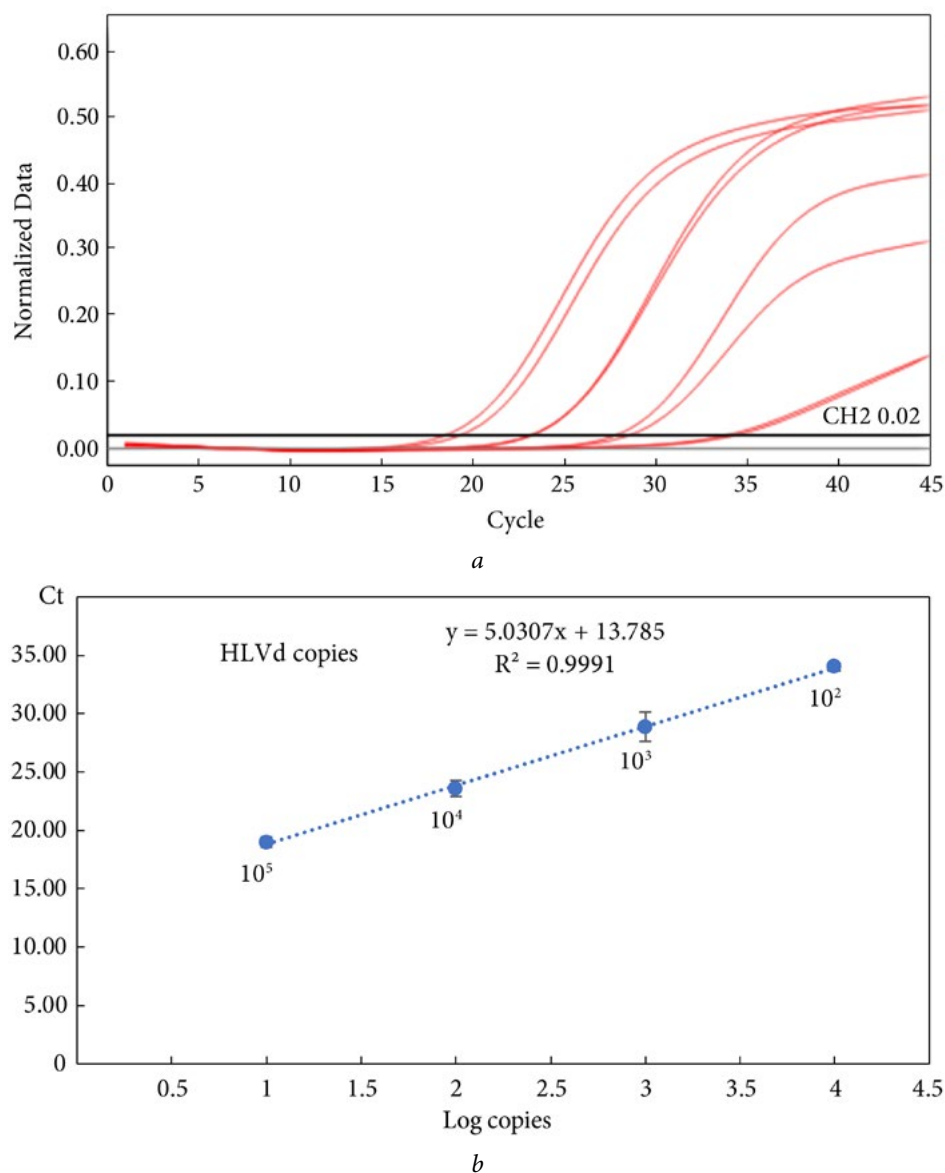 0.60
0.50
0.40
0.30
0.20
0.10
0.00
Normalized Data
CH2 0.02
0 5 10 15 20 25 30 35 40 45
Cycle
a
Ct
35.00
30.00
25.00
20.00
15.00
10.00
5.00
0
HLVd copies
y = 5.0307x + 13.785
R² = 0.9991
10²
10³
10⁴
10⁵
0.5 1 2 2.5 3 3.5 4 4.5
Log copies
b